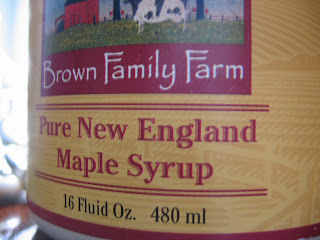 Brown Family Farm
Pure New England
Maple Syrup
16 Fluid Oz. 480 ml